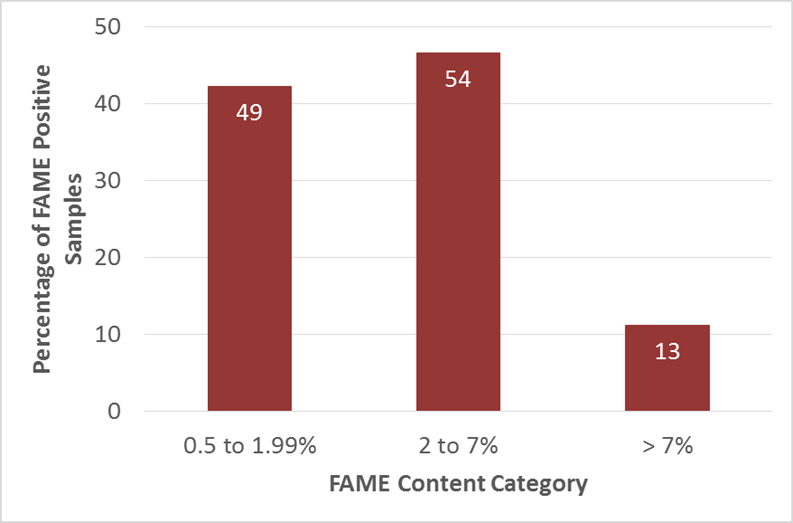 Percentage of FAME Positive
Samples
50
40
30
20
10
0
49
54
13
0.5 to 1.99%
2 to 7%
> 7%
FAME Content Category